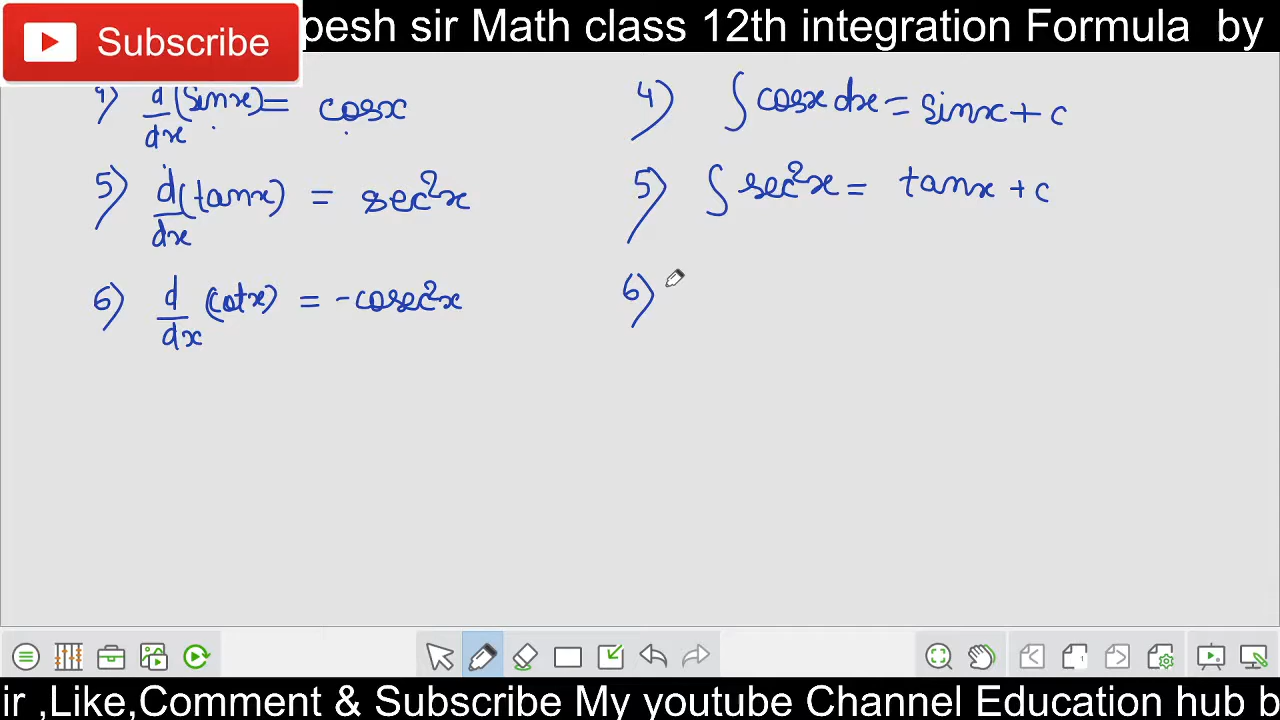 Subscribe
pesh sir Math class 12th integration Formula by
4) d/dx (sinx) = cosx
4) ∫ cosx dx = sinx + c
5) d/dx (tanx) = sec²x
5) ∫ sec²x = tanx + c
6) d/dx (cotx) = -cosec²x
6)
ir ,Like,Comment & Subscribe My youtube Channel Education hub b